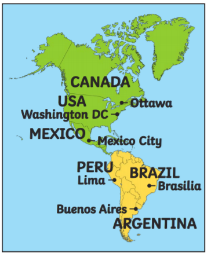 CANADA
USA
Ottawa
Washington DC
MEXICO
Mexico City
PERU
BRAZIL
Lima
Brasilia
Buenos Aires
ARGENTINA